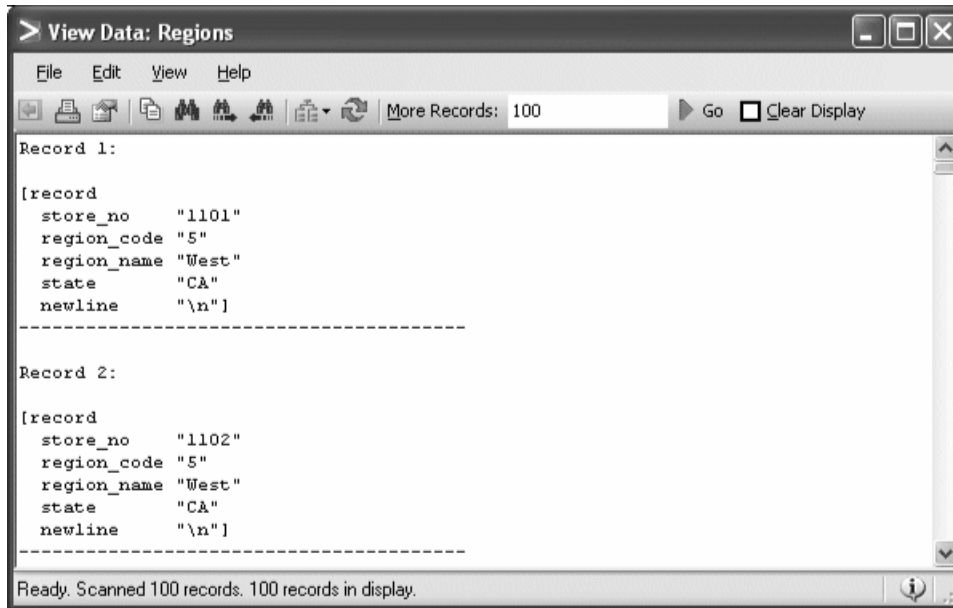 View Data: Regions
File Edit View Help
More Records: 100 Go Clear Display
Record 1:
[record
store_no "1101"
region_code "5"
region_name "West"
state "CA"
newline "\n"]
----------------------------------------
Record 2:
[record
store_no "1102"
region_code "5"
region_name "West"
state "CA"
newline "\n"]
----------------------------------------
Ready. Scanned 100 records. 100 records in display.